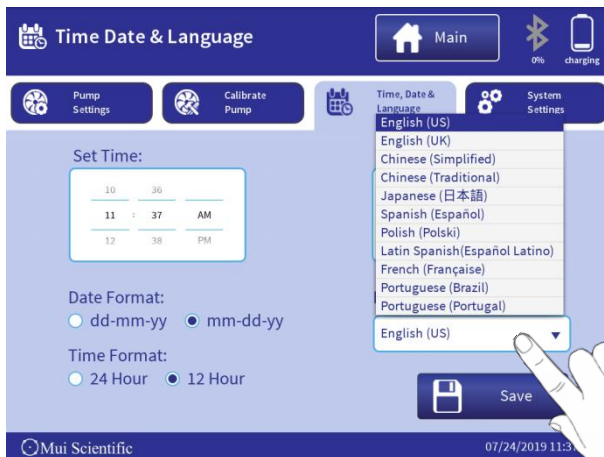 Time Date & Language
Main
0%
charging
Pump
Settings
Calibrate
Pump
Time, Date &
Language
System
Settings
Set Time:
10 36
11 : 37 AM
12 38 PM
English (US)
English (UK)
Chinese (Simplified)
Chinese (Traditional)
Japanese (日本語)
Spanish (Español)
Polish (Polski)
Latin Spanish(Español Latino)
French (Française)
Portuguese (Brazil)
Portuguese (Portugal)
English (US)
Date Format:
dd-mm-yy mm-dd-yy
Time Format:
24 Hour 12 Hour
Save
Mui Scientific
07/24/2019